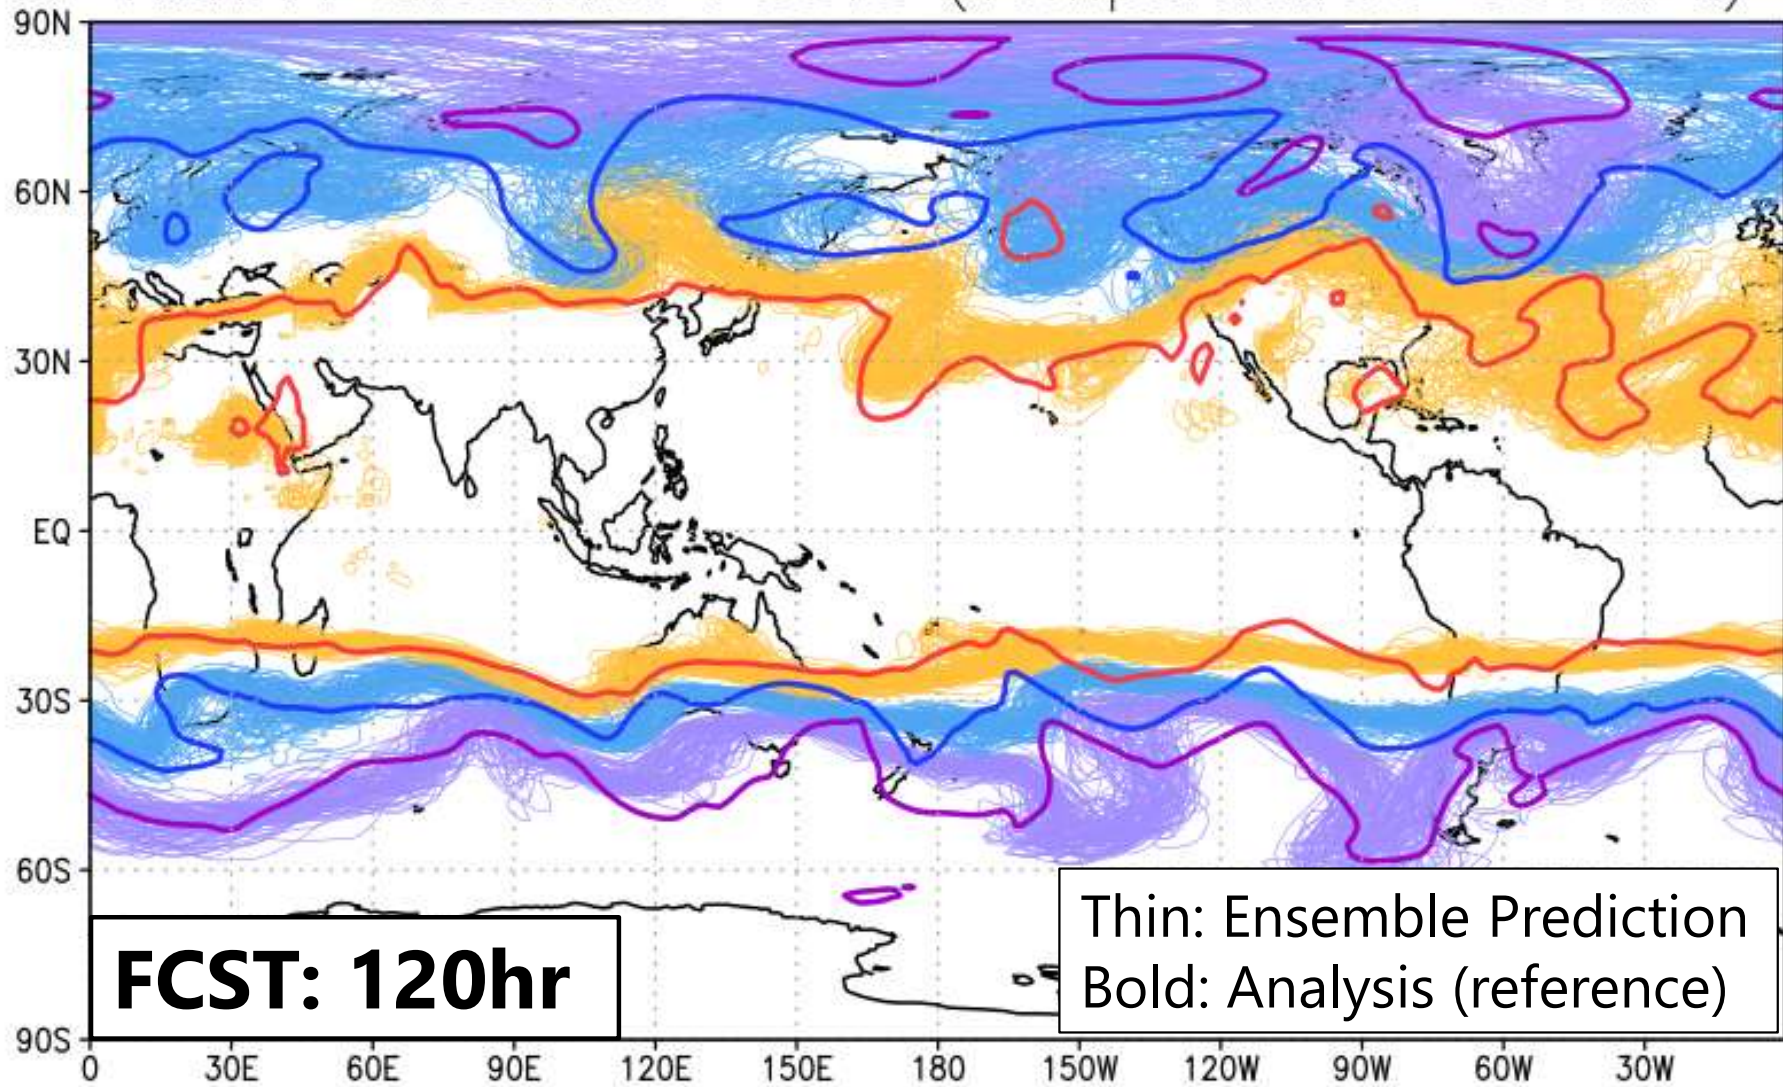 90N
60N
30N
EQ
30S
60S
90S
0 30E 60E 90E 120E 150E 180 150W 120W 90W 60W 30W
FCST: 120hr
Thin: Ensemble Prediction
Bold: Analysis (reference)